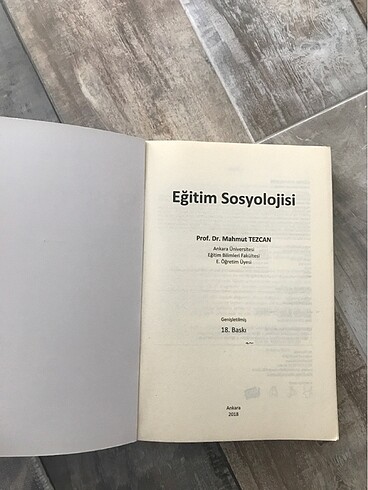 Eğitim Sosyolojisi
Prof. Dr. Mahmut TEZCAN
Ankara Üniversitesi
Eğitim Bilimleri Fakültesi
E. Öğretim Üyesi
Genişletilmiş
18. Baskı
Ankara
2018